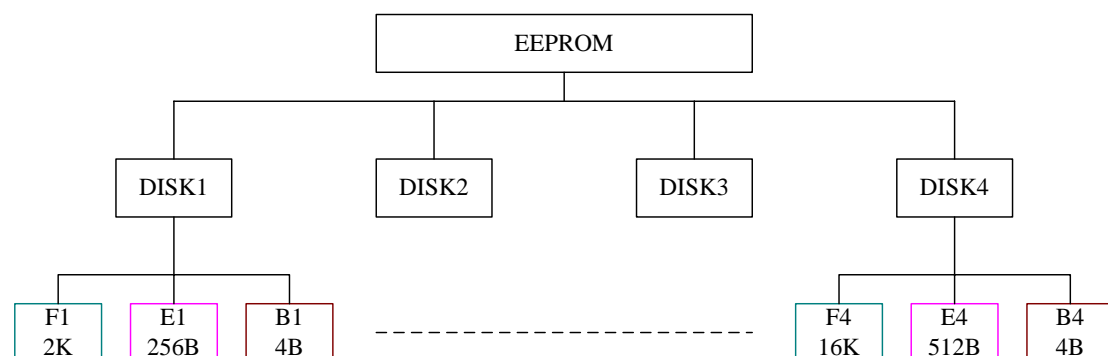 EEPROM
DISK1 DISK2 DISK3 DISK4
F1 E1 B1 F4 E4 B4
2K 256B 4B 16K 512B 4B